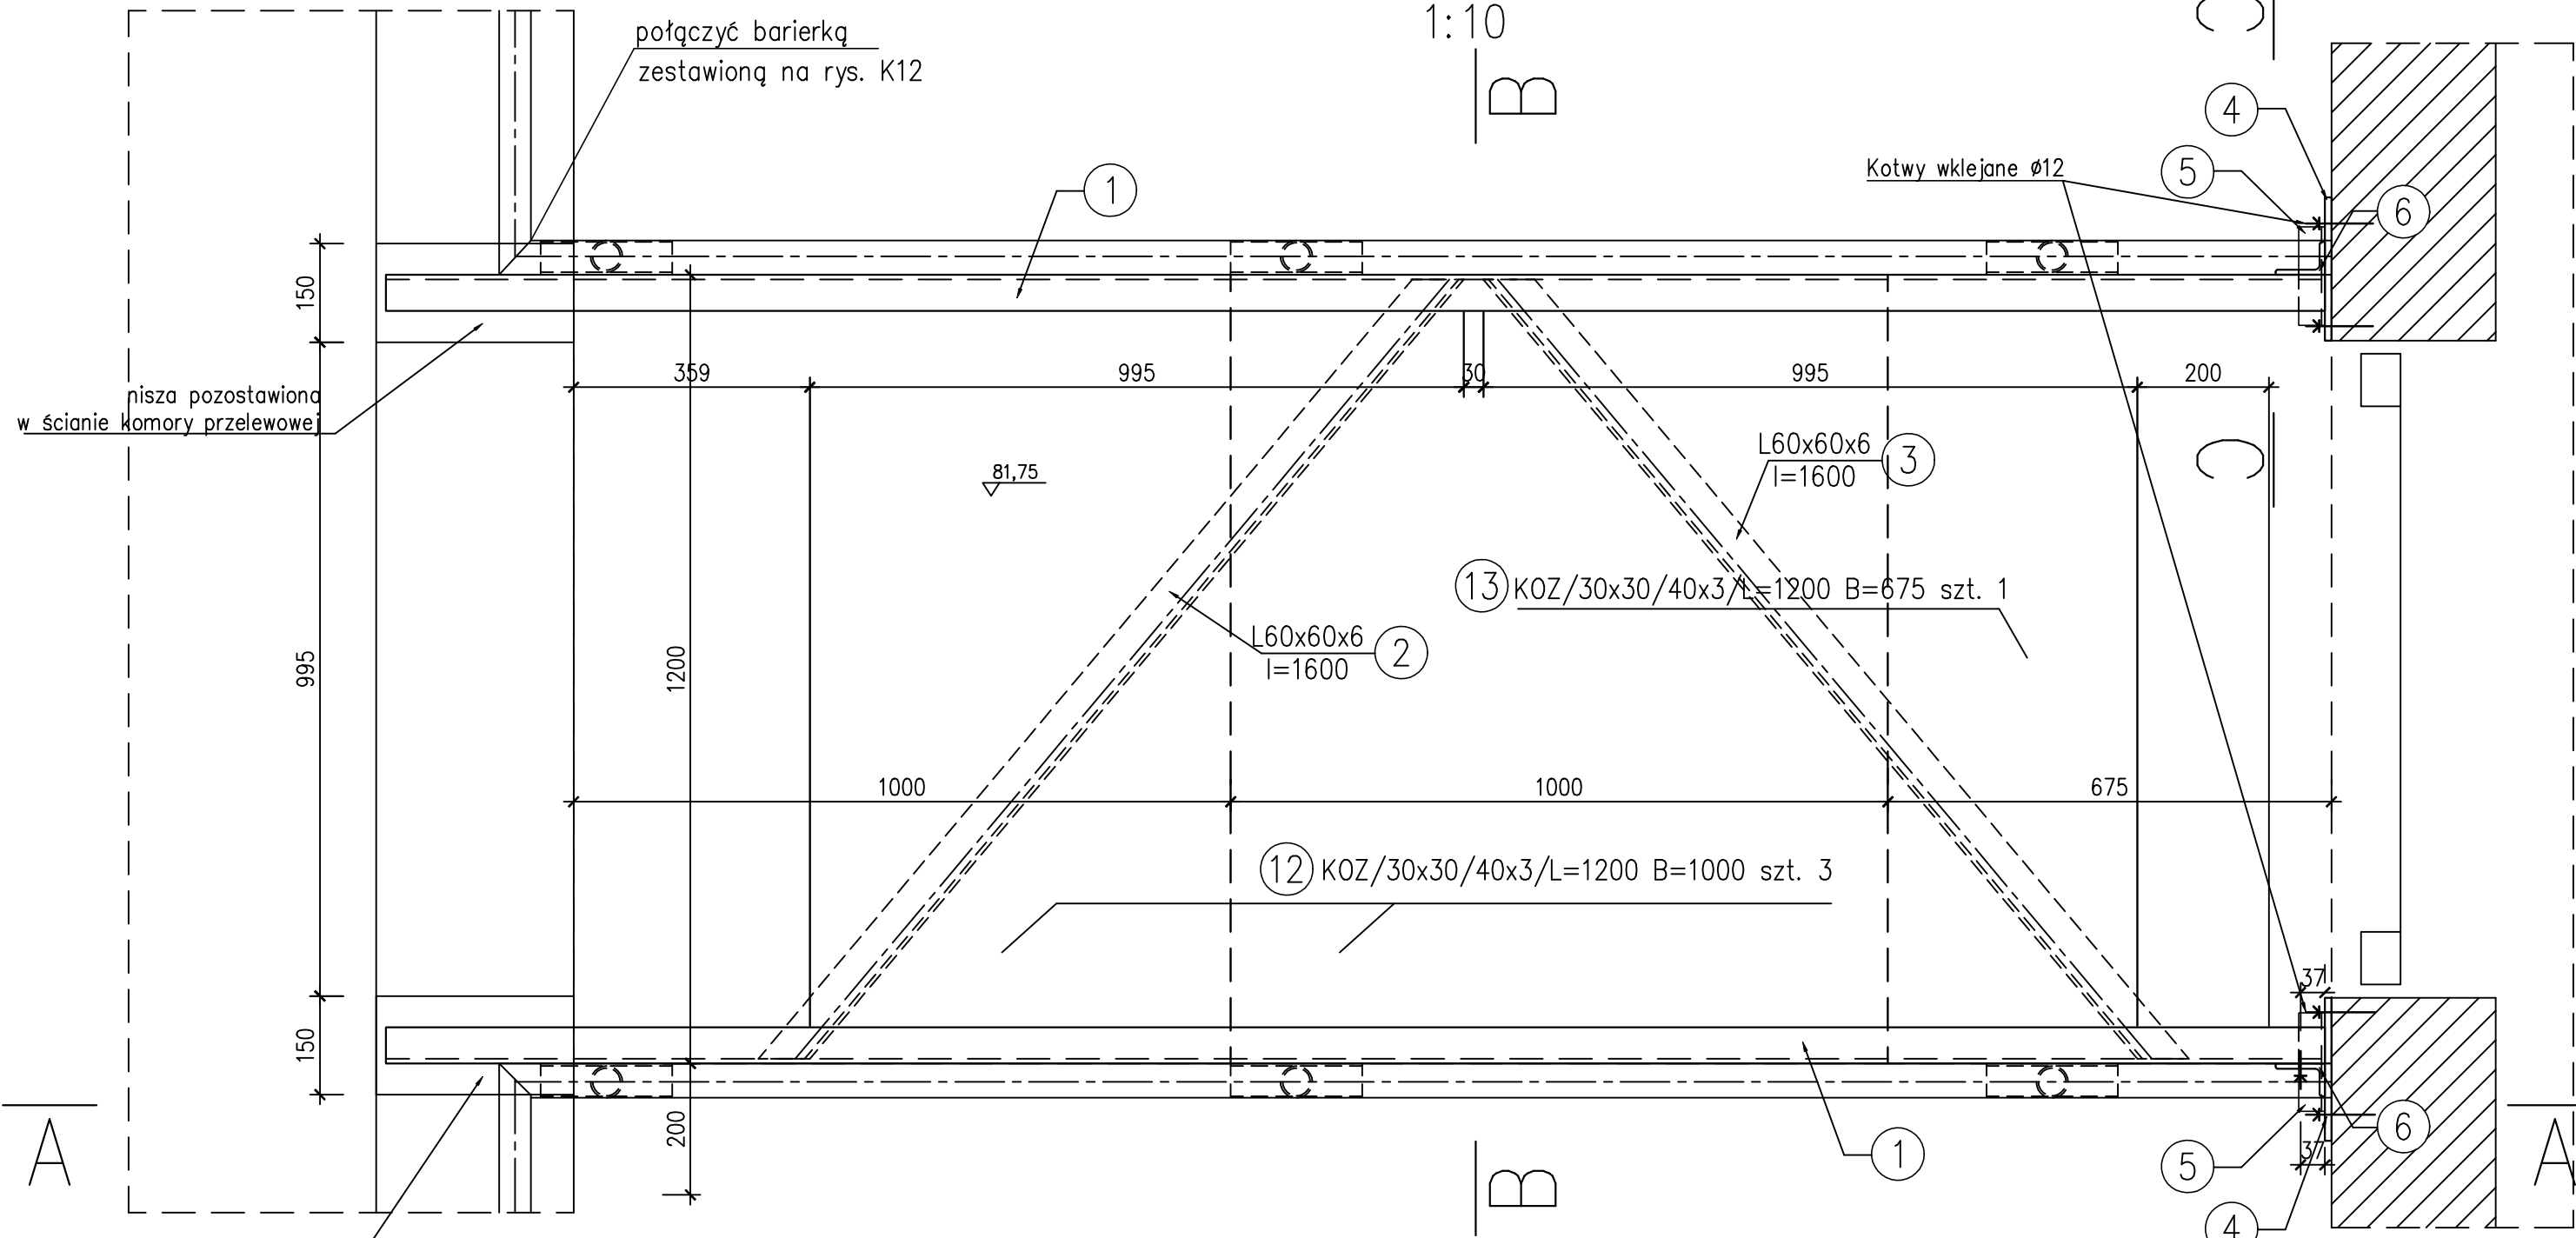 1:10
połączyć barierką
zestawioną na rys. K12
B
C
4
Kotwy wklejane ø12
5
6
1
150
359
995
30
995
200
nisza pozostawiona
w ścianie komory przelewowej
81,75
L60x60x6
l=1600
3
C
13
KOZ/30x30/40x3/L=1200 B=675 szt. 1
L60x60x6
l=1600
2
995
1200
1000
1000
675
12
KOZ/30x30/40x3/L=1200 B=1000 szt. 3
37
150
200
A
1
6
37
5
A
B
4